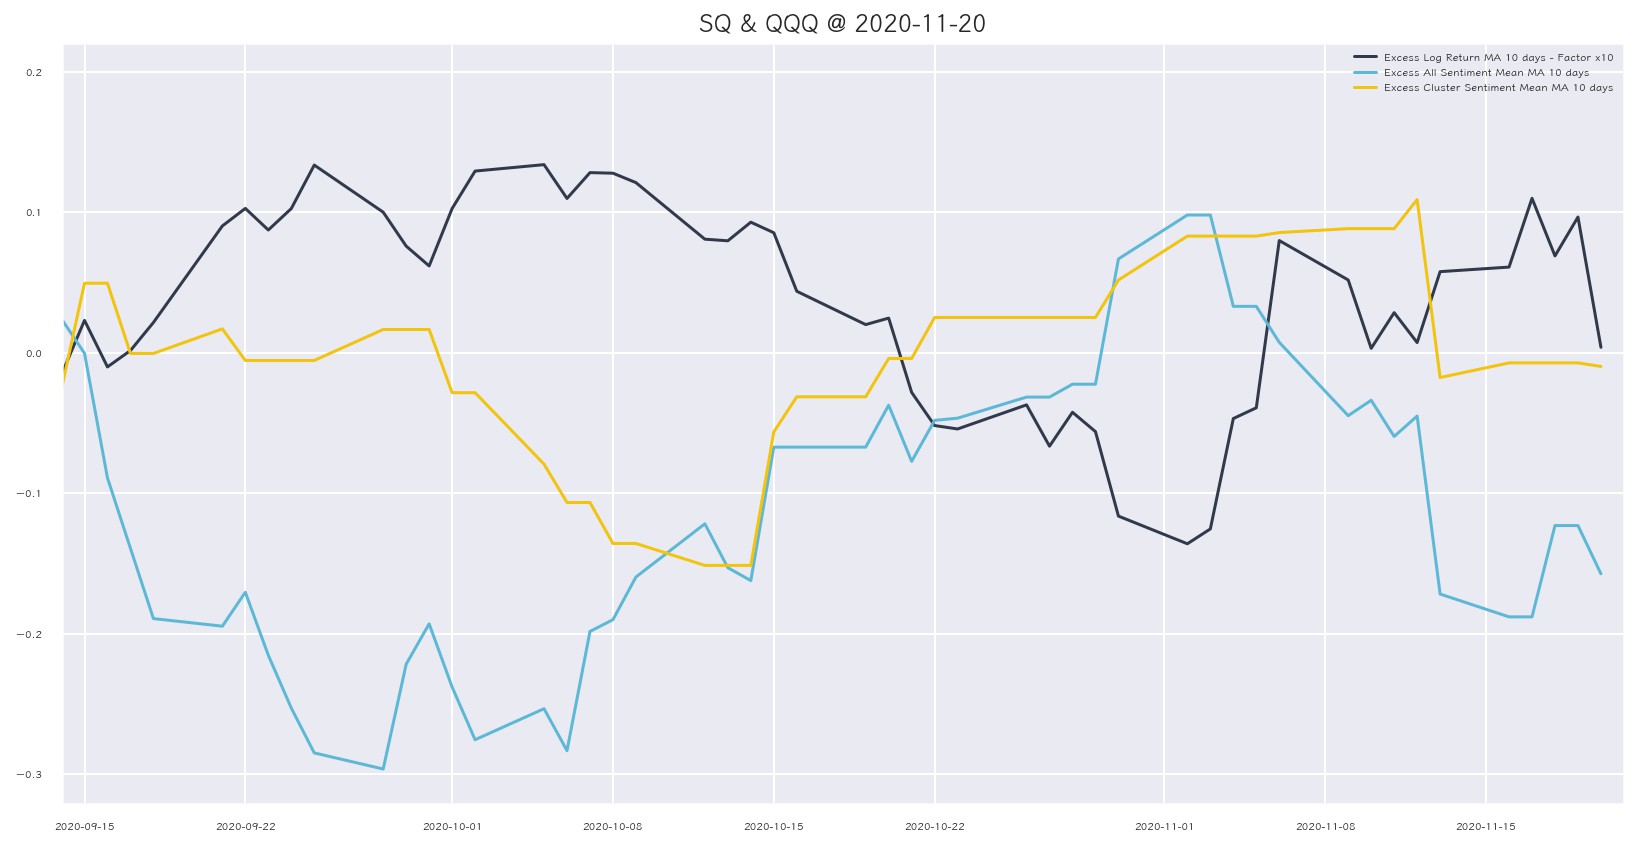 SQ & QQQ @ 2020-11-20
Excess Log Return MA 10 days - Factor x10
Excess All Sentiment Mean MA 10 days
Excess Cluster Sentiment Mean MA 10 days
0.2
0.1
0.0
−0.1
−0.2
−0.3
2020-09-15 2020-09-22 2020-10-01 2020-10-08 2020-10-15 2020-10-22 2020-11-01 2020-11-08 2020-11-15